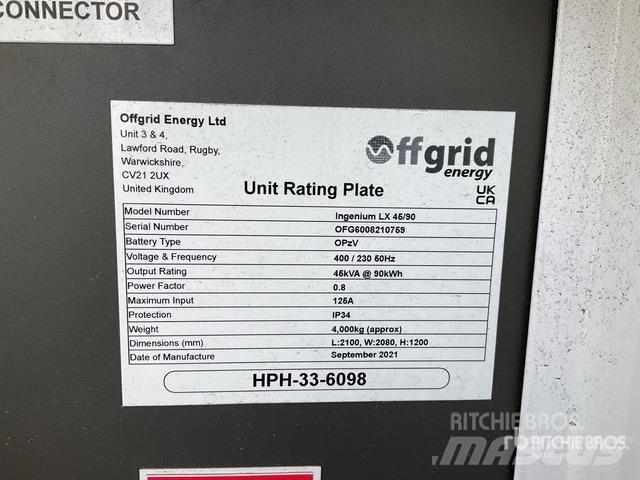 CONNECTOR
Offgrid Energy Ltd
Unit 3 & 4,
Lawford Road, Rugby,
Warwickshire,
CV21 2UX
United Kingdom
offgrid
energy
Unit Rating Plate
UK
CA
Model Number Ingenium LX 45/90
Serial Number OFG6008210759
Battery Type OPzV
Voltage & Frequency 400 / 230 50Hz
Output Rating 45kVA @ 90kWh
Power Factor 0.8
Maximum Input 125A
Protection IP34
Weight 4,000kg (approx)
Dimensions (mm) L:2100, W:2080, H:1200
Date of Manufacture September 2021
HPH-33-6098
RITCHIE BROS.
RITCHIE BROS.
MASCUS